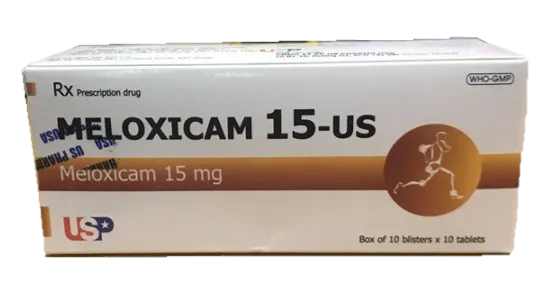 Rx Prescription drug
WHO-GMP
MELOXICAM 15-US
Meloxicam 15 mg
USP
Box of 10 blisters x 10 tablets